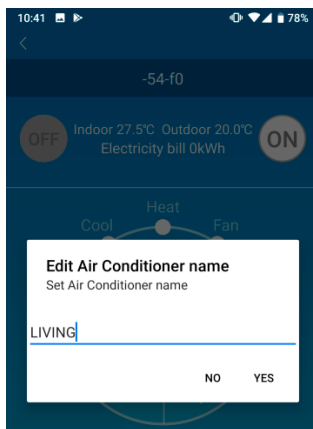 10:41 78%
-54-f0
OFF Indoor 27.5℃ Outdoor 20.0℃ ON
Electricity bill 0kWh
Heat
Cool Fan
Edit Air Conditioner name
Set Air Conditioner name
LIVING
NO YES